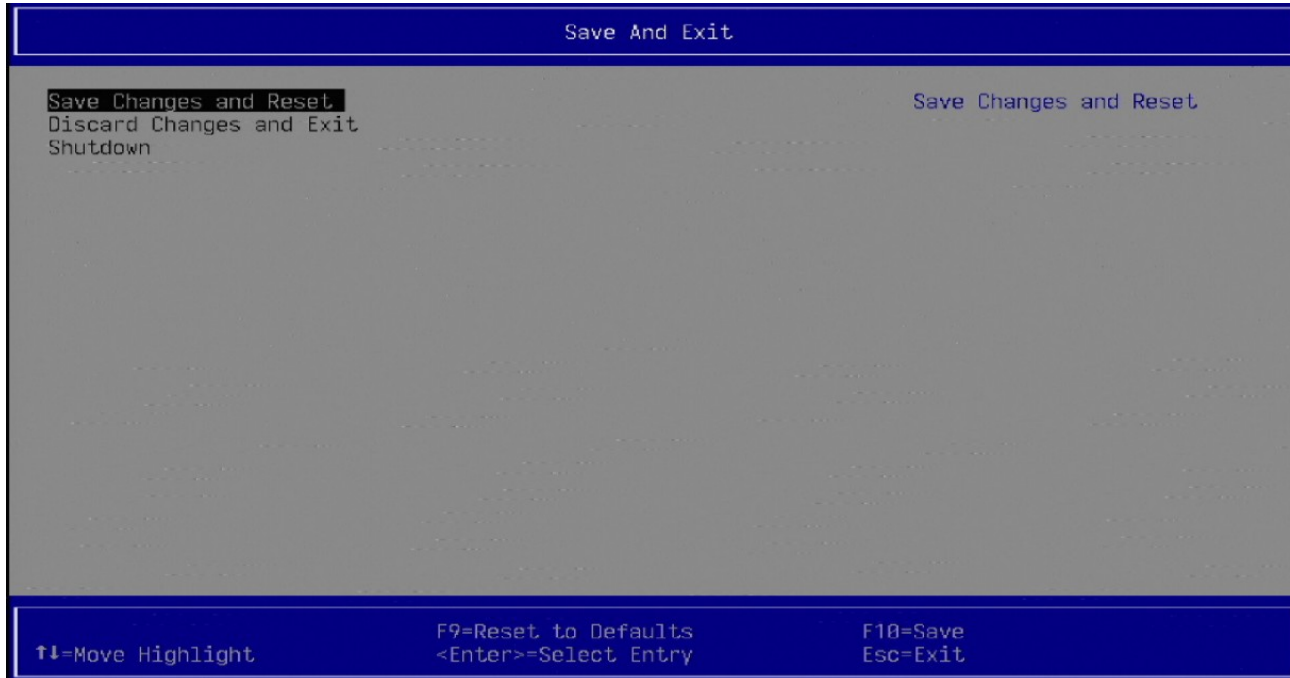 Save And Exit
Save Changes and Reset
Save Changes and Reset
Discard Changes and Exit
Shutdown
F9=Reset to Defaults
F10=Save
↑↓=Move Highlight
<Enter>=Select Entry
Esc=Exit